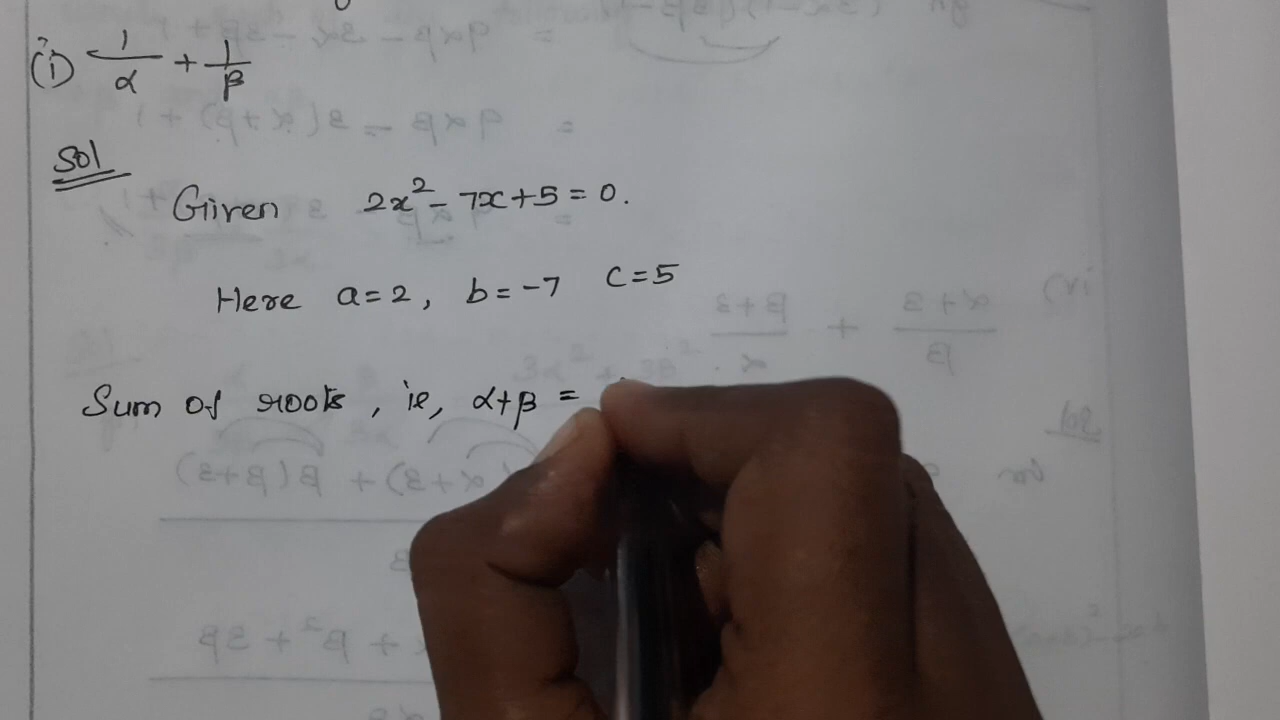 (i) 1/α + 1/β
Sol
Given 2x² - 7x + 5 = 0.
Here a = 2, b = -7 c = 5
Sum of roots, ie, α+β =